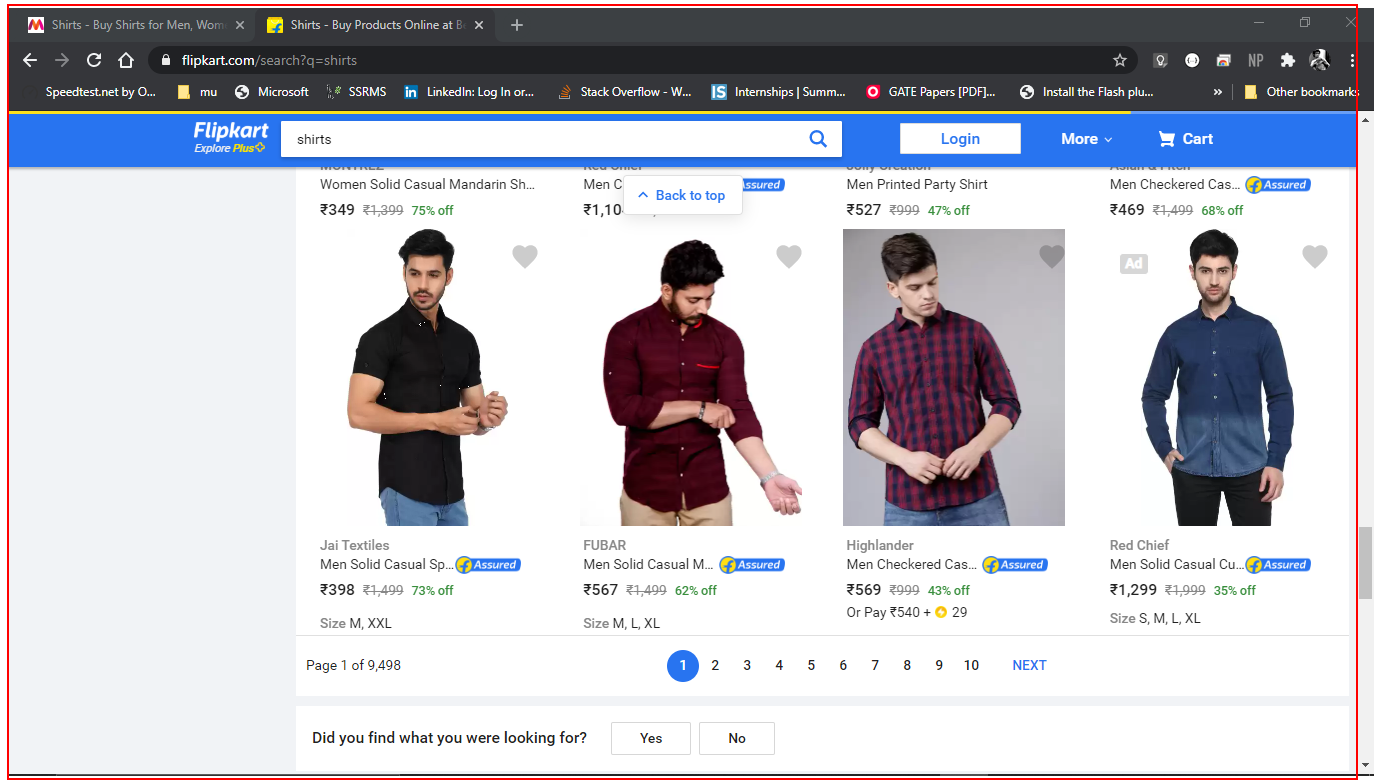 Shirts - Buy Shirts for Men, Wom
Shirts - Buy Products Online at Be
flipkart.com/search?q=shirts
NP
Speedtest.net by O...
mu
Microsoft
SSRMS
LinkedIn: Log In or...
Stack Overflow - W...
Internships | Summ...
GATE Papers [PDF]...
Install the Flash plu...
»
Other bookmarks
Flipkart
Explore Plus
shirts
Login
More
Cart
Women Solid Casual Mandarin Sh...
₹349 ₹1,399 75% off
Men C
Assured
₹1,10
Back to top
Jolly Creation
Men Printed Party Shirt
₹527 ₹999 47% off
Men Checkered Cas... Assured
₹469 ₹1,499 68% off
Ad
Jai Textiles
Men Solid Casual Sp... Assured
₹398 ₹1,499 73% off
Size M, XXL
FUBAR
Men Solid Casual M... Assured
₹567 ₹1,499 62% off
Size M, L, XL
Highlander
Men Checkered Cas... Assured
₹569 ₹999 43% off
Or Pay ₹540 + 29
Red Chief
Men Solid Casual Cu... Assured
₹1,299 ₹1,999 35% off
Size S, M, L, XL
Page 1 of 9,498
1 2 3 4 5 6 7 8 9 10 NEXT
Did you find what you were looking for? Yes No